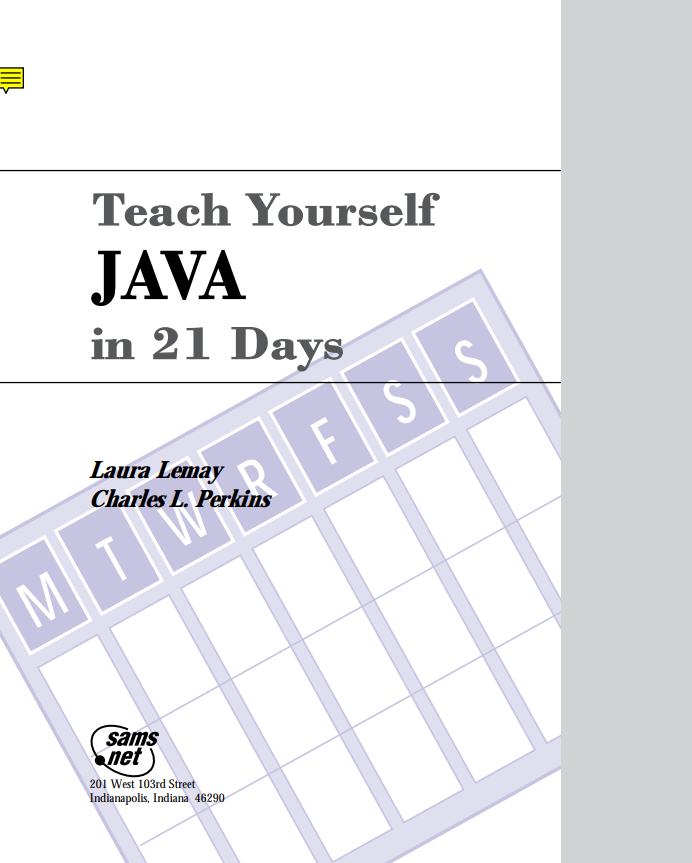 Teach Yourself
JAVA
in 21 Days
Laura Lemay
Charles L. Perkins
M T W R F S S
sams
.net
201 West 103rd Street
Indianapolis, Indiana 46290